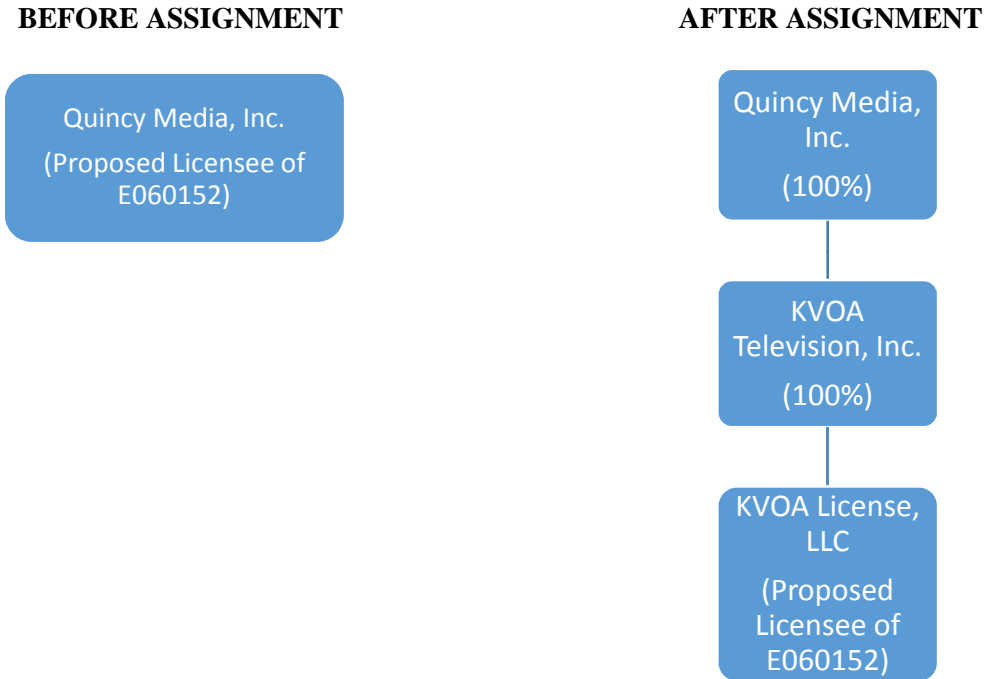 BEFORE ASSIGNMENT
Quincy Media, Inc.
(Proposed Licensee of
E060152)
AFTER ASSIGNMENT
Quincy Media,
Inc.
(100%)
KVOA
Television, Inc.
(100%)
KVOA License,
LLC
(Proposed
Licensee of
E060152)